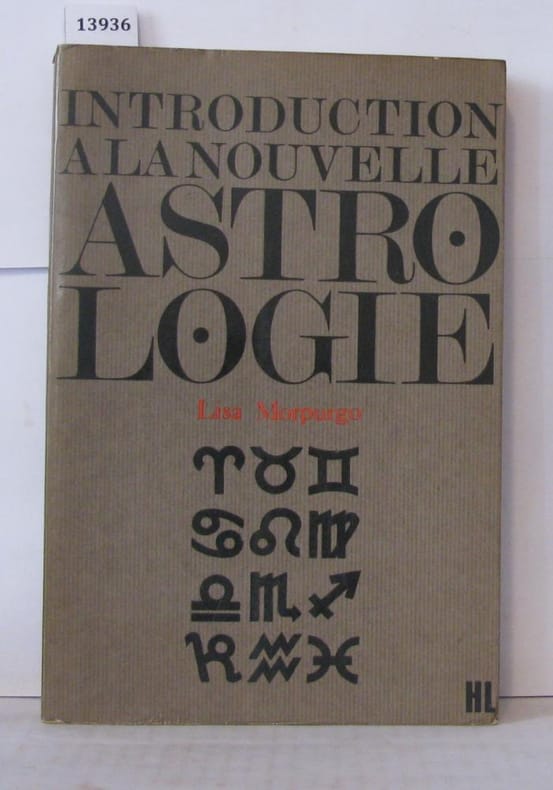 13936
INTRODUCTION
A LA NOUVELLE
ASTRO
LOGIE
Lisa Morpurgo
♈♉♊
♋♌♍
♎♏♐
♑♒♓
HL